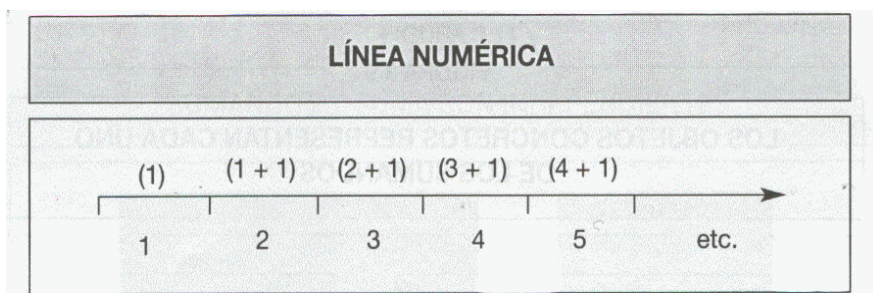 LÍNEA NUMÉRICA
(1) (1 + 1) (2 + 1) (3 + 1) (4 + 1)
1 2 3 4 5 etc.